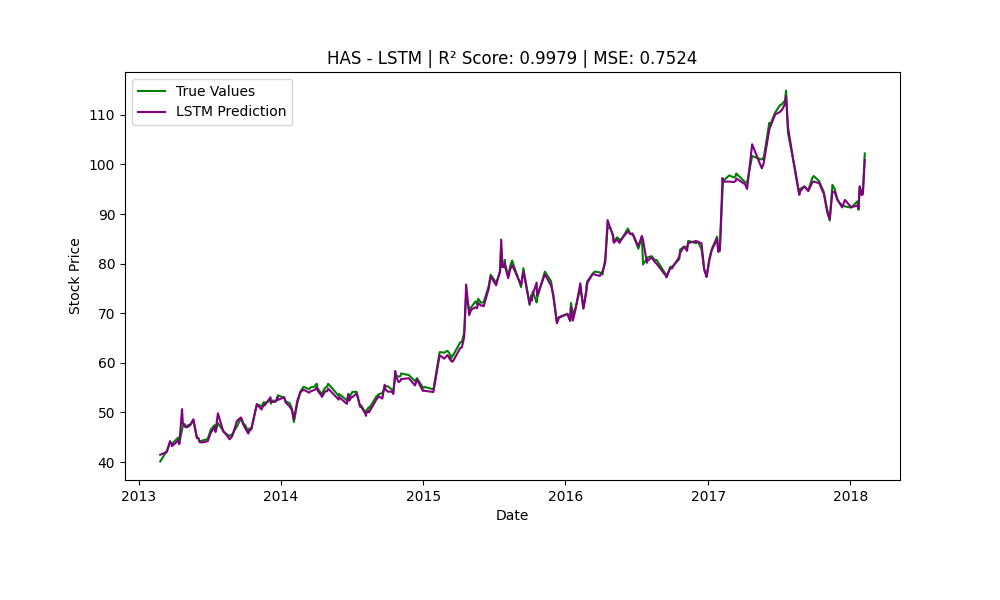 HAS - LSTM | R² Score: 0.9979 | MSE: 0.7524
True Values
LSTM Prediction
Stock Price
110
100
90
80
70
60
50
40
2013
2014
2015
2016
2017
2018
Date